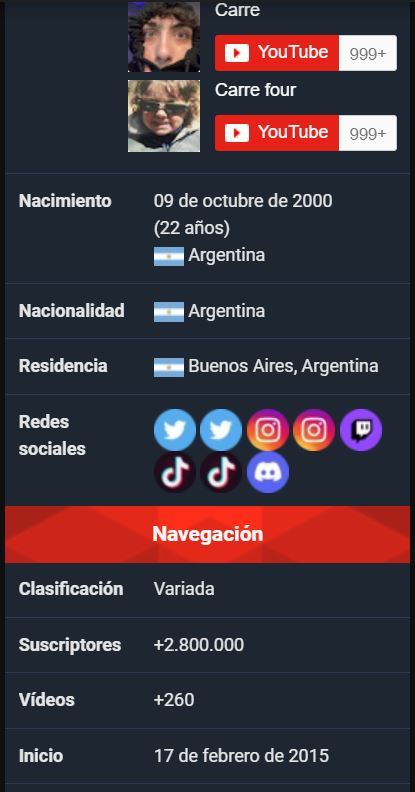 Carre
YouTube 999+
Carre four
YouTube 999+
Nacimiento 09 de octubre de 2000
(22 años)
Argentina
Nacionalidad Argentina
Residencia Buenos Aires, Argentina
Redes
sociales
Navegación
Clasificación Variada
Suscriptores +2.800.000
Vídeos +260
Inicio 17 de febrero de 2015